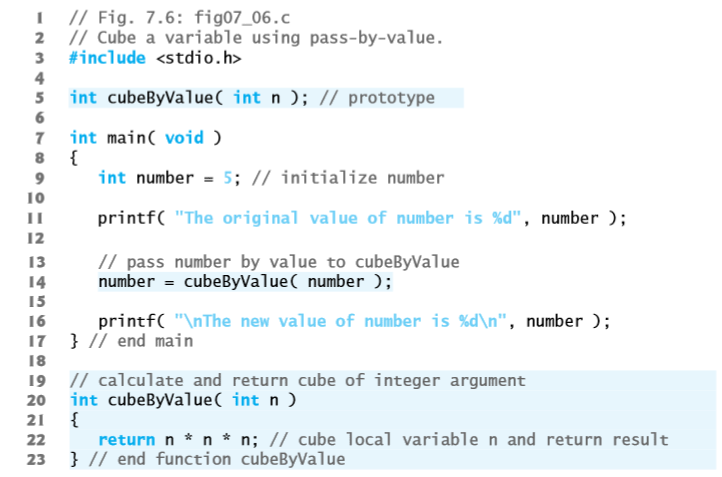 1 // Fig. 7.6: fig07_06.c
2 // Cube a variable using pass-by-value.
3 #include <stdio.h>
4
5 int cubeByValue( int n ); // prototype
6
7 int main( void )
8 {
9    int number = 5; // initialize number
10
11    printf( "The original value of number is %d", number );
12
13    // pass number by value to cubeByValue
14    number = cubeByValue( number );
15
16    printf( "\nThe new value of number is %d\n", number );
17 } // end main
18
19 // calculate and return cube of integer argument
20 int cubeByValue( int n )
21 {
22    return n * n * n; // cube local variable n and return result
23 } // end function cubeByValue